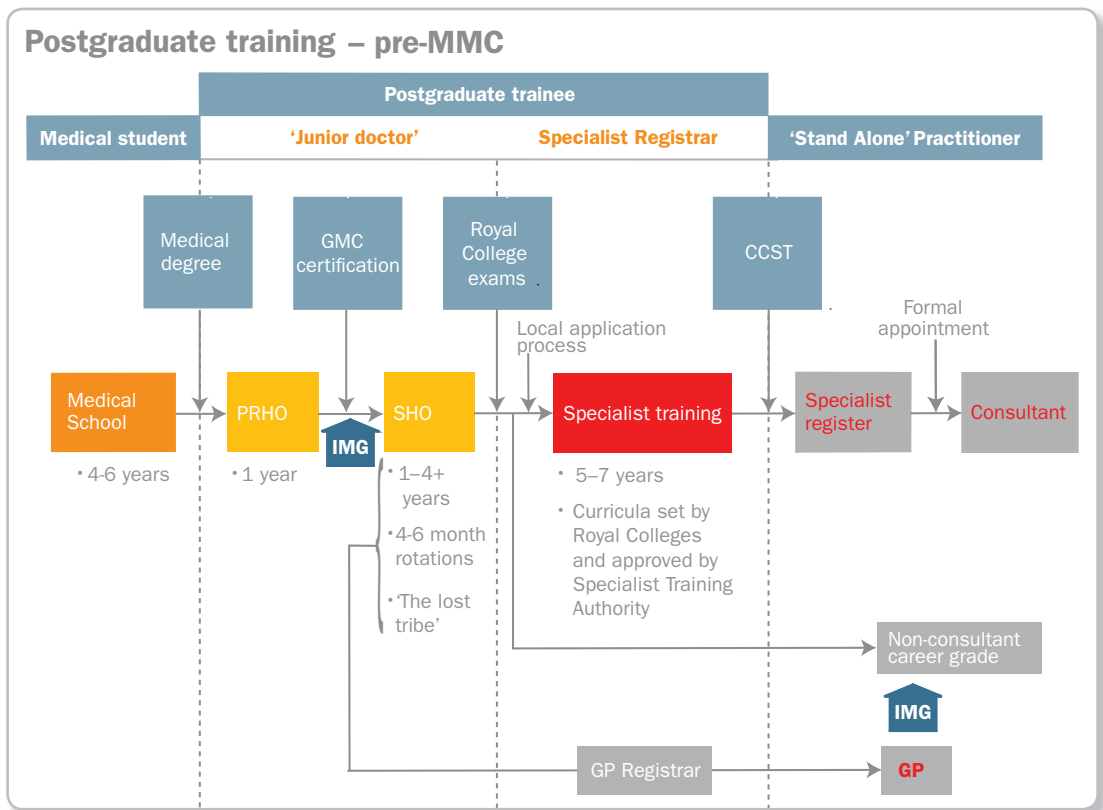 Postgraduate training – pre-MMC
Postgraduate trainee
Medical student
‘Junior doctor’
Specialist Registrar
‘Stand Alone’ Practitioner
Medical
degree
GMC
certification
Royal
College
exams
CCST
Local application
process
Formal
appointment
Medical
School
PRHO
IMG
SHO
Specialist training
Specialist
register
Consultant
• 4-6 years
• 1 year
• 1–4+
years
• 4-6 month
rotations
• ‘The lost
tribe’
• 5–7 years
• Curricula set by
Royal Colleges
and approved by
Specialist Training
Authority
Non-consultant
career grade
IMG
GP Registrar
GP